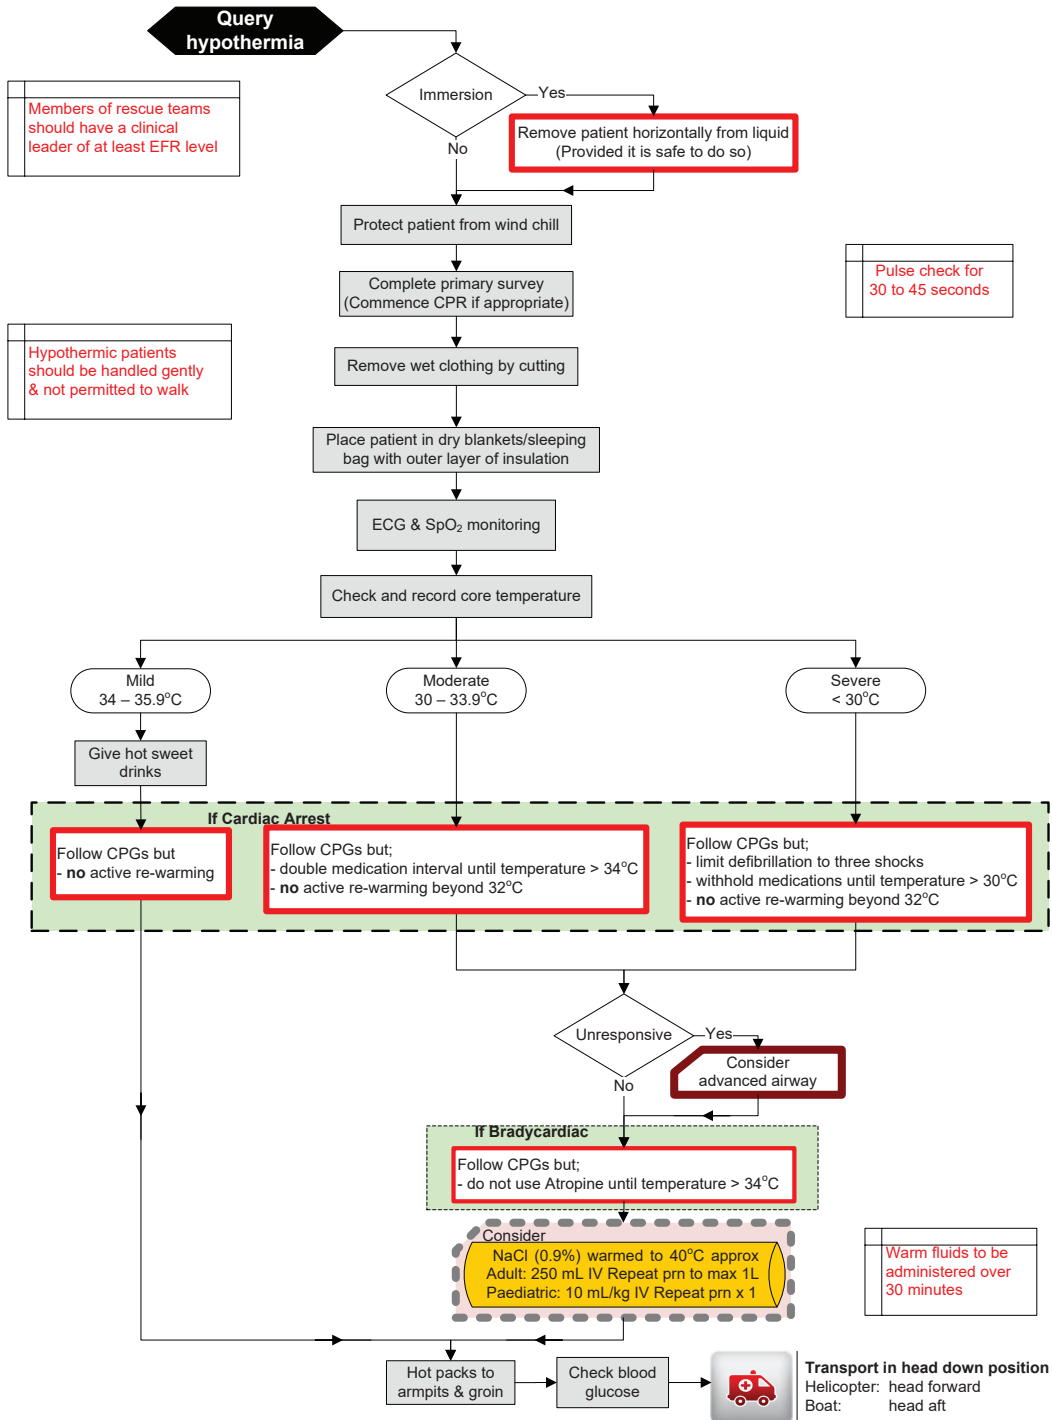 Query
hypothermia
Immersion
Yes
No
Remove patient horizontally from liquid
(Provided it is safe to do so)
Members of rescue teams
should have a clinical
leader of at least EFR level
Protect patient from wind chill
Complete primary survey
(Commence CPR if appropriate)
Pulse check for
30 to 45 seconds
Hypothermic patients
should be handled gently
& not permitted to walk
Remove wet clothing by cutting
Place patient in dry blankets/sleeping
bag with outer layer of insulation
ECG & SpO₂ monitoring
Check and record core temperature
Mild
34 – 35.9°C
Moderate
30 – 33.9°C
Severe
< 30°C
Give hot sweet
drinks
If Cardiac Arrest
Follow CPGs but
- no active re-warming
Follow CPGs but;
- double medication interval until temperature > 34°C
- no active re-warming beyond 32°C
Follow CPGs but;
- limit defibrillation to three shocks
- withhold medications until temperature > 30°C
- no active re-warming beyond 32°C
Unresponsive
Yes
No
Consider
advanced airway
If Bradycardiac
Follow CPGs but;
- do not use Atropine until temperature > 34°C
Consider
NaCl (0.9%) warmed to 40°C approx
Adult: 250 mL IV Repeat prn to max 1L
Paediatric: 10 mL/kg IV Repeat prn x 1
Warm fluids to be
administered over
30 minutes
Hot packs to
armpits & groin
Check blood
glucose
Transport in head down position
Helicopter: head forward
Boat: head aft